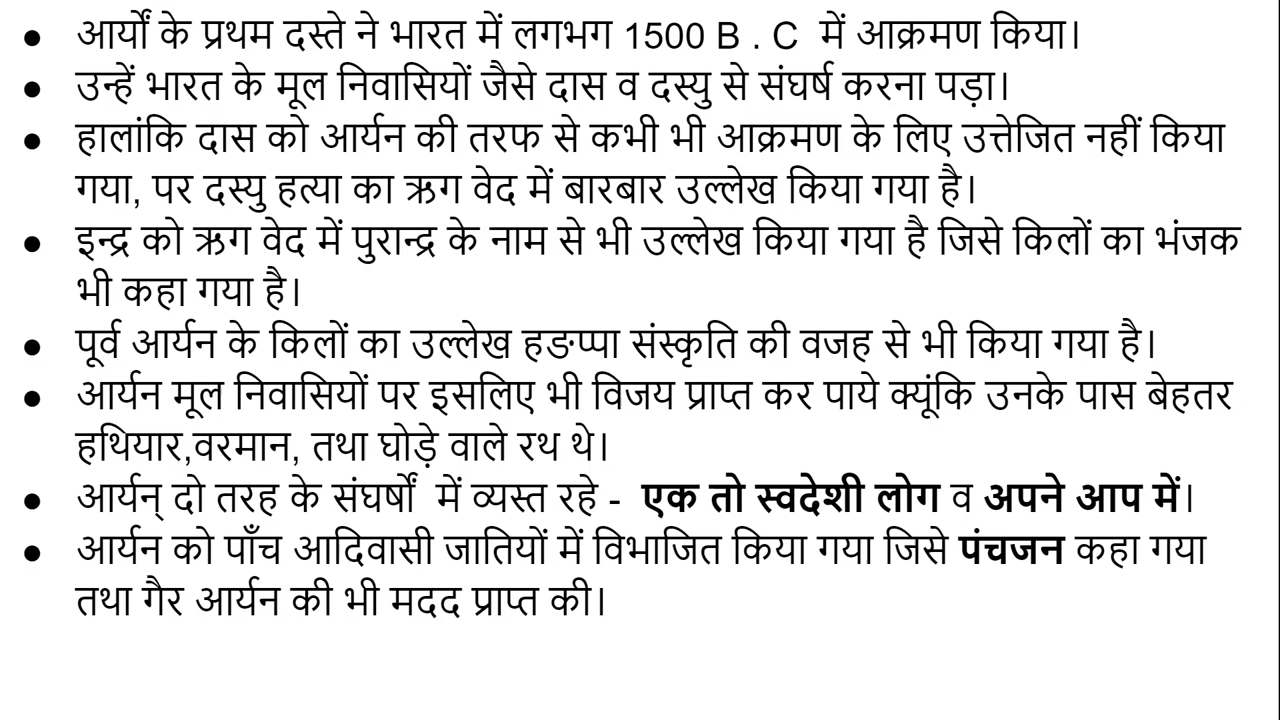 ● आर्यों के प्रथम दस्ते ने भारत में लगभग 1500 B . C में आक्रमण किया।
● उन्हें भारत के मूल निवासियों जैसे दास व दस्यु से संघर्ष करना पड़ा।
● हालांकि दास को आर्यन की तरफ से कभी भी आक्रमण के लिए उत्तेजित नहीं किया
गया, पर दस्यु हत्या का ऋग वेद में बारबार उल्लेख किया गया है।
● इन्द्र को ऋग वेद में पुरान्द्र के नाम से भी उल्लेख किया गया है जिसे किलों का भंजक
भी कहा गया है।
● पूर्व आर्यन के किलों का उल्लेख हङप्पा संस्कृति की वजह से भी किया गया है।
● आर्यन मूल निवासियों पर इसलिए भी विजय प्राप्त कर पाये क्यूंकि उनके पास बेहतर
हथियार,वरमान, तथा घोड़े वाले रथ थे।
● आर्यन् दो तरह के संघर्षों में व्यस्त रहे - एक तो स्वदेशी लोग व अपने आप में।
● आर्यन को पाँच आदिवासी जातियों में विभाजित किया गया जिसे पंचजन कहा गया
तथा गैर आर्यन की भी मदद प्राप्त की।